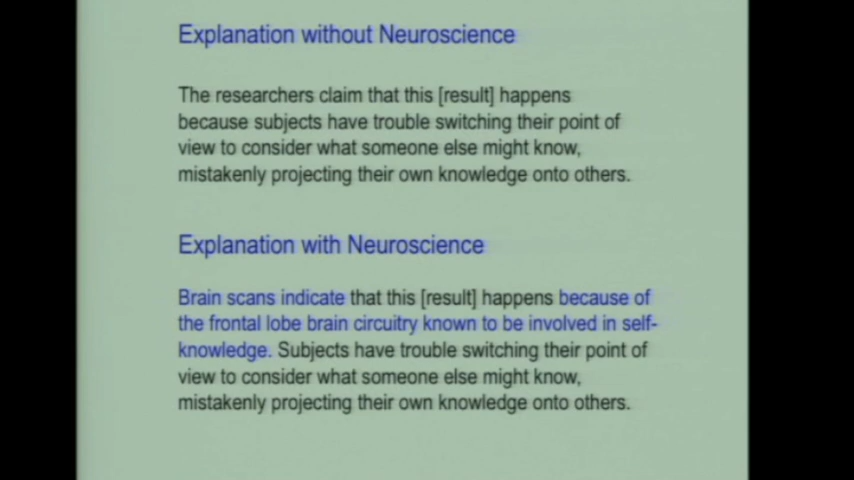 Explanation without Neuroscience
The researchers claim that this [result] happens
because subjects have trouble switching their point of
view to consider what someone else might know,
mistakenly projecting their own knowledge onto others.
Explanation with Neuroscience
Brain scans indicate that this [result] happens because of
the frontal lobe brain circuitry known to be involved in self-
knowledge. Subjects have trouble switching their point of
view to consider what someone else might know,
mistakenly projecting their own knowledge onto others.